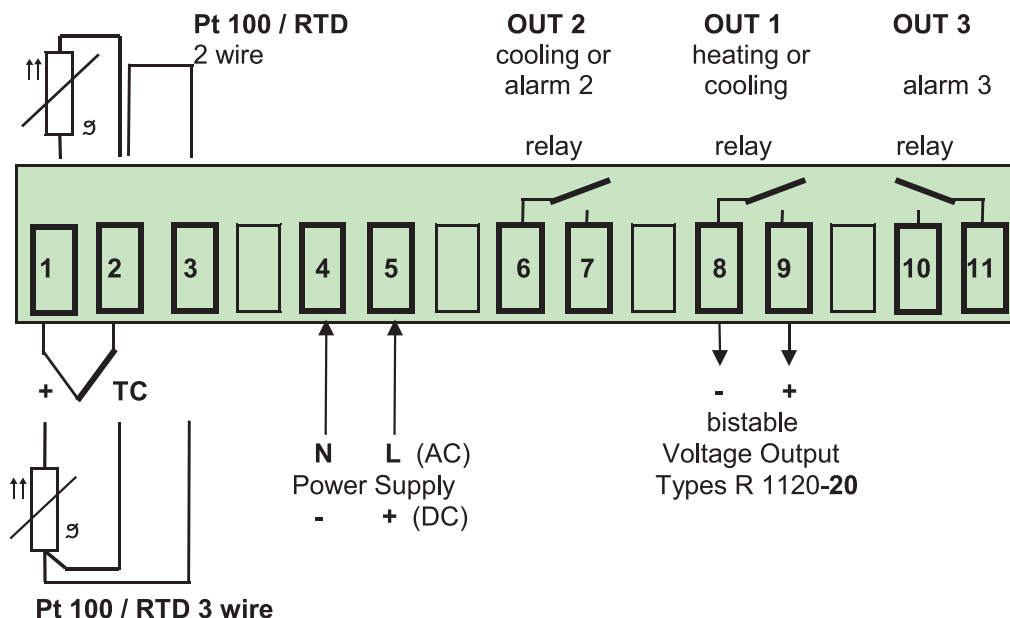 Pt 100 / RTD
2 wire
OUT 2
cooling or
alarm 2
relay
OUT 1
heating or
cooling
relay
OUT 3
alarm 3
relay
ϑ
1 2 3 4 5 6 7 8 9 10 11
+ TC
N L (AC)
Power Supply
- + (DC)
- +
bistable
Voltage Output
Types R 1120-20
ϑ
Pt 100 / RTD 3 wire